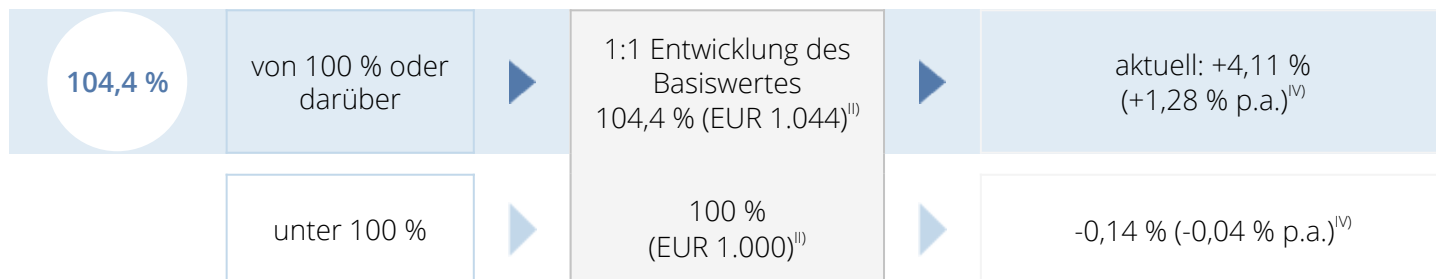 104,4 %
von 100 % oder
darüber
1:1 Entwicklung des
Basiswertes
104,4 % (EUR 1.044)II)
aktuell: +4,11 %
(+1,28 % p.a.)IV)
unter 100 %
100 %
(EUR 1.000)II)
-0,14 % (-0,04 % p.a.)IV)